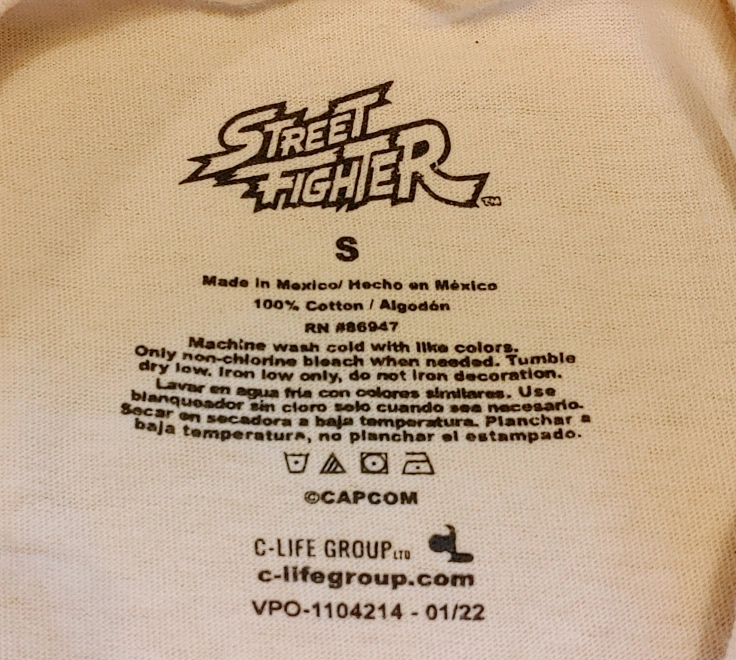 STREET
FIGHTER™
S
Made in Mexico/ Hecho en México
100% Cotton / Algodón
RN #86947
Machine wash cold with like colors.
Only non-chlorine bleach when needed. Tumble
dry low. Iron low only, do not iron decoration.
Lavar en agua fria con colores similares. Use
blanqueador sin cloro solo cuando sea necesario.
Secar en secadora a baja temperatura. Planchar a
baja temperatura, no planchar el estampado.
©CAPCOM
C-LIFE GROUP LTD
c-lifegroup.com
VPO-1104214 - 01/22